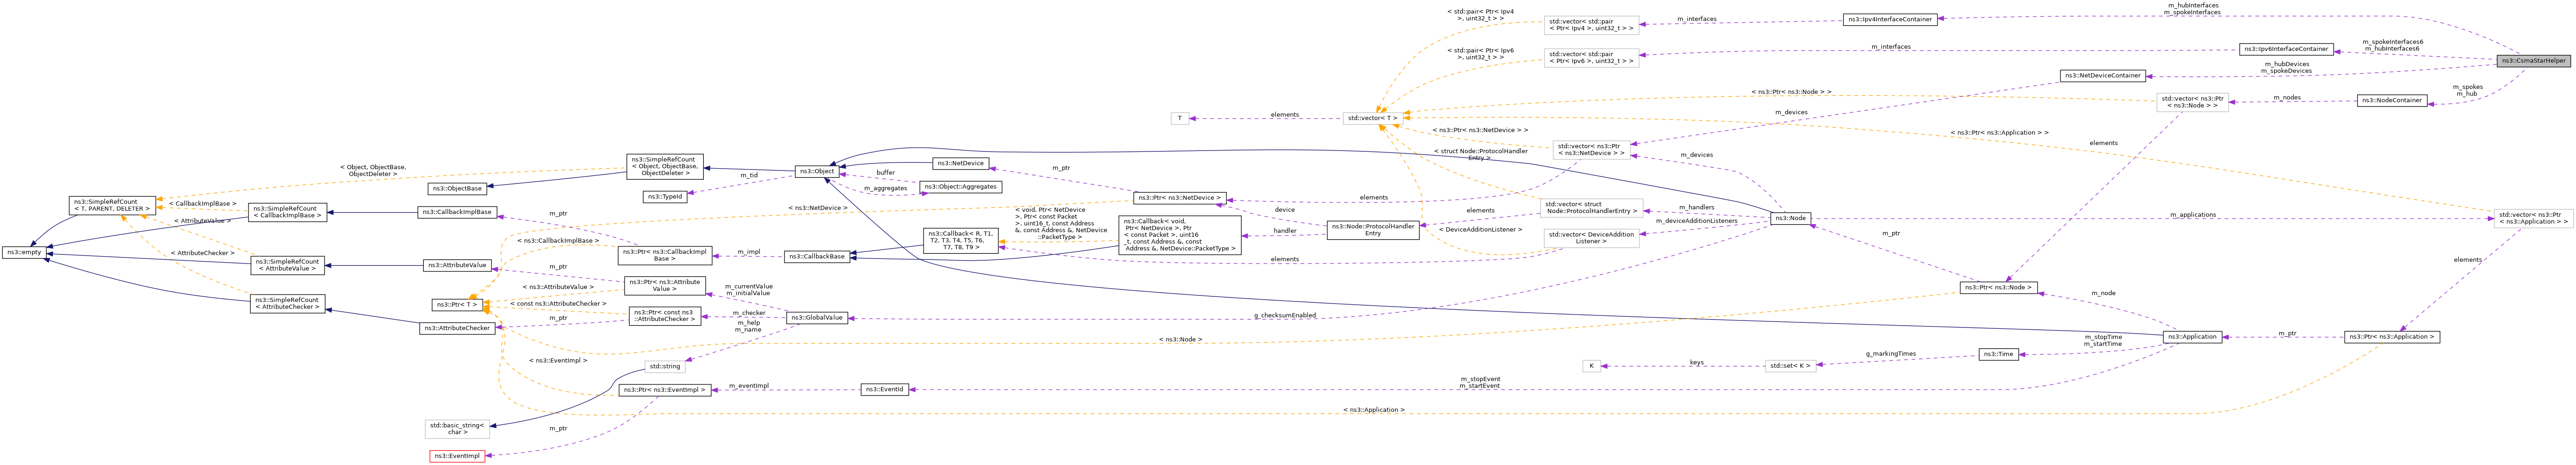 m_hubInterfaces
m_spokeInterfaces
< std::pair< Ptr< Ipv4
>, uint32_t > >
std::vector< std::pair
< Ptr< Ipv4 >, uint32_t > >
m_interfaces
ns3::Ipv4InterfaceContainer
m_spokeInterfaces6
m_hubInterfaces6
< std::pair< Ptr< Ipv6
>, uint32_t > >
std::vector< std::pair
< Ptr< Ipv6 >, uint32_t > >
m_interfaces
ns3::Ipv6InterfaceContainer
ns3::CsmaStarHelper
m_hubDevices
m_spokeDevices
ns3::NetDeviceContainer
m_spokes
m_hub
< ns3::Ptr< ns3::Node > >
std::vector< ns3::Ptr
< ns3::Node > >
m_nodes
ns3::NodeContainer
T
elements
std::vector< T >
m_devices
< ns3::Ptr< ns3::NetDevice > >
< ns3::Ptr< ns3::Application > >
std::vector< ns3::Ptr
< ns3::NetDevice > >
elements
< struct Node::ProtocolHandler
Entry >
m_devices
< Object, ObjectBase,
ObjectDeleter >
ns3::SimpleRefCount
< Object, ObjectBase,
ObjectDeleter >
ns3::Object
ns3::NetDevice
m_ptr
m_tid
buffer
m_aggregates
ns3::Object::Aggregates
ns3::ObjectBase
ns3::TypeId
ns3::Ptr< ns3::NetDevice >
elements
ns3::SimpleRefCount
< T, PARENT, DELETER >
< CallbackImplBase >
ns3::SimpleRefCount
< CallbackImplBase >
ns3::CallbackImplBase
m_ptr
< ns3::NetDevice >
< void, Ptr< NetDevice
>, Ptr< const Packet
>, uint16_t, const Address
&, const Address &, NetDevice
::PacketType >
device
elements
std::vector< struct
Node::ProtocolHandlerEntry >
m_handlers
ns3::Node
m_applications
std::vector< ns3::Ptr
< ns3::Application > >
< AttributeValue >
ns3::Callback< void,
Ptr< NetDevice >, Ptr
< const Packet >, uint16
_t, const Address &, const
Address &, NetDevice::PacketType >
handler
ns3::Node::ProtocolHandler
Entry
m_deviceAdditionListeners
< DeviceAdditionListener >
std::vector< DeviceAddition
Listener >
m_ptr
ns3::Callback< R, T1,
T2, T3, T4, T5, T6,
T7, T8, T9 >
< ns3::CallbackImplBase >
ns3::Ptr< ns3::CallbackImpl
Base >
m_impl
ns3::CallbackBase
elements
elements
ns3::empty
< AttributeChecker >
ns3::SimpleRefCount
< AttributeValue >
ns3::AttributeValue
m_ptr
< ns3::AttributeValue >
ns3::Ptr< ns3::Attribute
Value >
m_currentValue
m_initialValue
ns3::Ptr< ns3::Node >
m_node
ns3::SimpleRefCount
< AttributeChecker >
ns3::Ptr< T >
< const ns3::AttributeChecker >
ns3::Ptr< const ns3
::AttributeChecker >
m_checker
ns3::GlobalValue
g_checksumEnabled
m_ptr
ns3::AttributeChecker
m_help
m_name
< ns3::Node >
ns3::Application
m_ptr
ns3::Ptr< ns3::Application >
m_stopTime
m_startTime
ns3::Time
g_markingTimes
< ns3::EventImpl >
std::string
K
keys
std::set< K >
ns3::Ptr< ns3::EventImpl >
m_eventImpl
ns3::EventId
m_stopEvent
m_startEvent
< ns3::Application >
std::basic_string<
char >
m_ptr
ns3::EventImpl